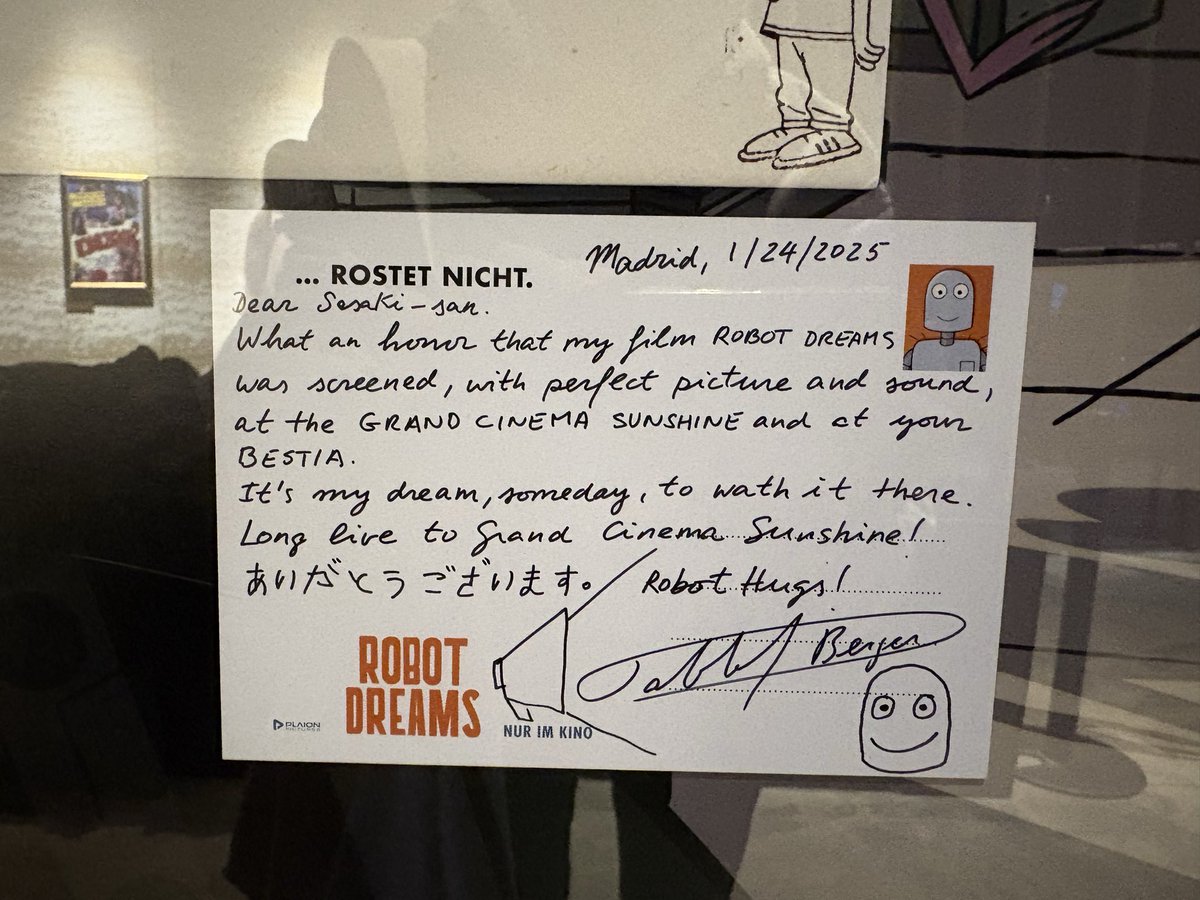 Madrid, 1/24/2025
... ROSTET NICHT.
Dear Sasaki-san.
What an honor that my film ROBOT DREAMS
was screened, with perfect picture and sound,
at the GRAND CINEMA SUNSHINE and at your
BESTIA.
It's my dream, someday, to wath it there.
Long live to Grand Cinema Sunshine!
ありがとうございます。 Robot Hugs!
Pablo Berger
ROBOT
DREAMS
PLAION
PICTURES
NUR IM KINO